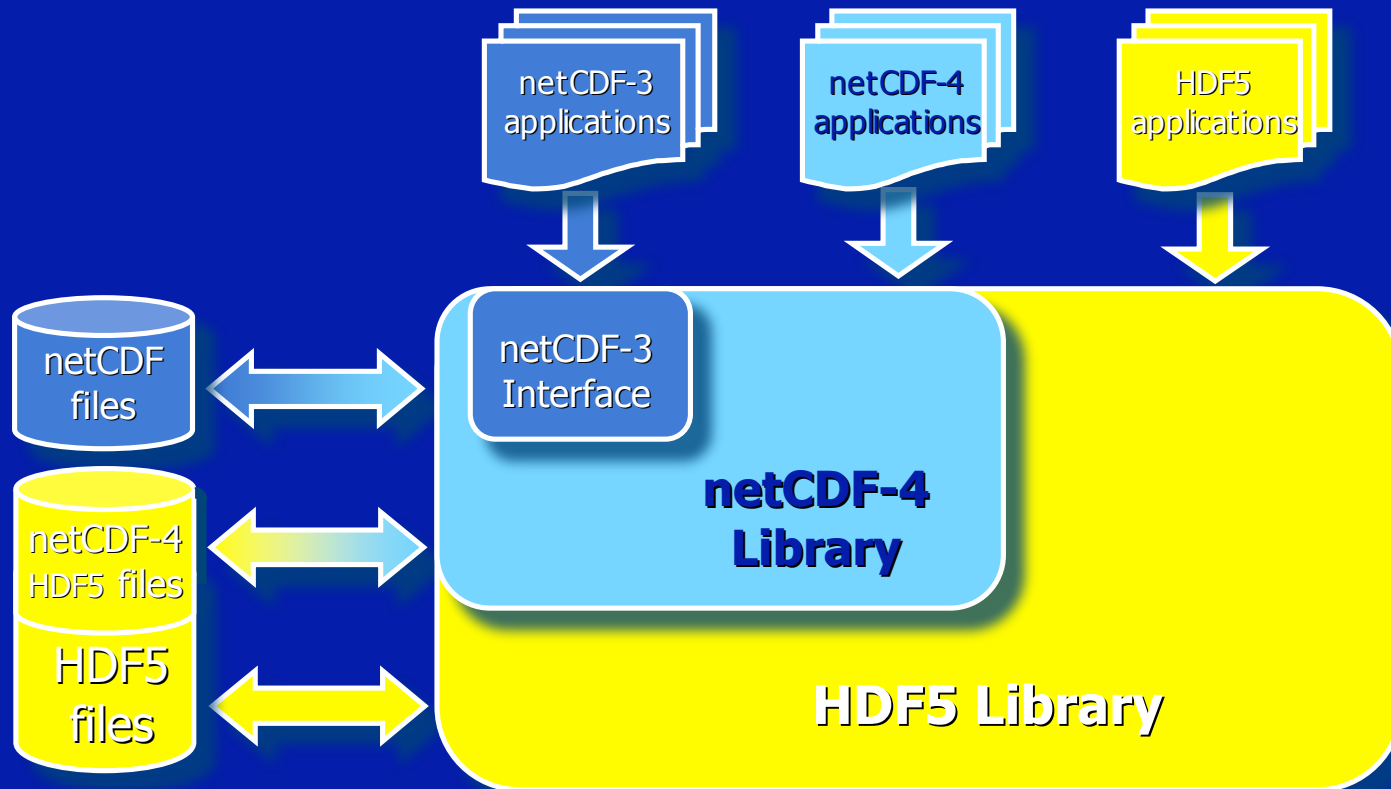 netCDF-3
applications
netCDF-4
applications
HDF5
applications
netCDF
files
netCDF-3
Interface
netCDF-4
Library
netCDF-4
HDF5 files
HDF5
files
HDF5 Library